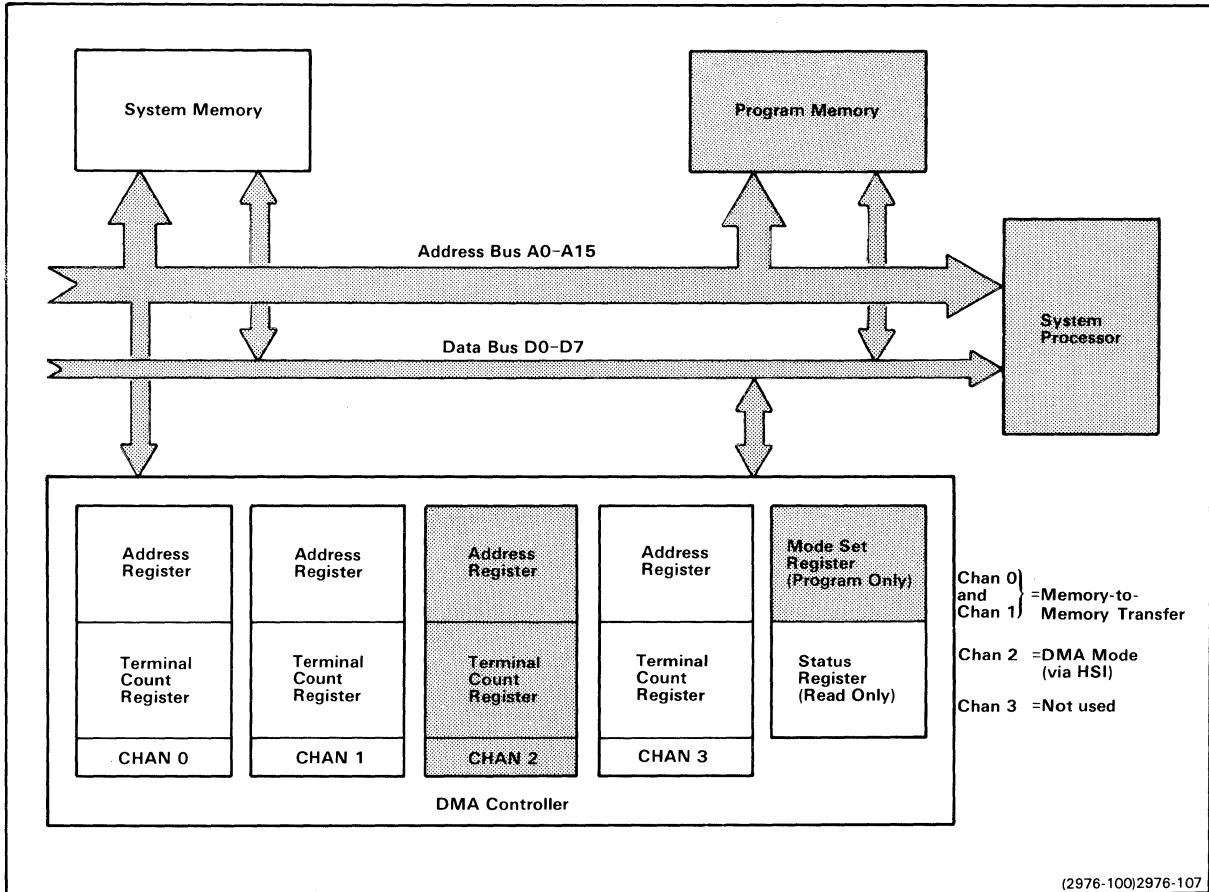 System Memory
Program Memory
Address Bus A0-A15
System
Processor
Data Bus D0-D7
Address
Register
Terminal
Count
Register
CHAN 0
Address
Register
Terminal
Count
Register
CHAN 1
Address
Register
Terminal
Count
Register
CHAN 2
Address
Register
Terminal
Count
Register
CHAN 3
Mode Set
Register
(Program Only)
Status
Register
(Read Only)
DMA Controller
Chan 0
and
Chan 1
=Memory-to-
Memory Transfer
Chan 2 =DMA Mode
(via HSI)
Chan 3 =Not used
(2976-100)2976-107